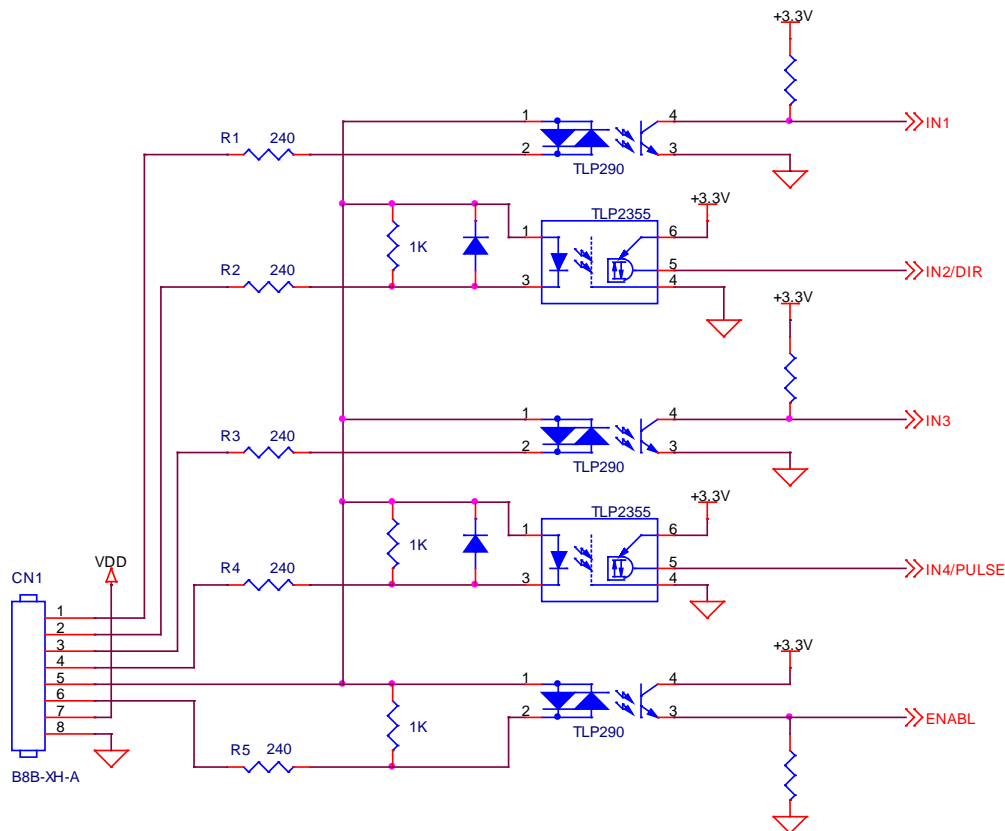 +3.3V
1
4
IN1
R1 240
2
3
TLP290
+3.3V
TLP2355
1
6
1K
5
IN2/DIR
R2 240
3
4
+3.3V
1
4
IN3
R3 240
2
3
TLP290
+3.3V
TLP2355
1
6
1K
5
IN4/PULSE
VDD
R4 240
3
4
CN1
1
2
3
4
5
6
7
8
B8B-XH-A
+3.3V
1
4
1K
2
3
ENABL
TLP290
R5 240